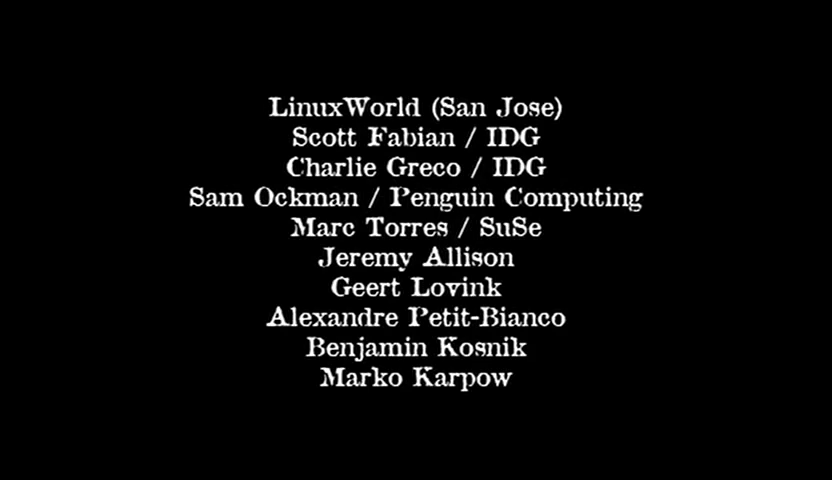 LinuxWorld (San Jose)
Scott Fabian / IDG
Charlie Greco / IDG
Sam Ockman / Penguin Computing
Marc Torres / SuSe
Jeremy Allison
Geert Lovink
Alexandre Petit-Bianco
Benjamin Kosnik
Marko Karpow